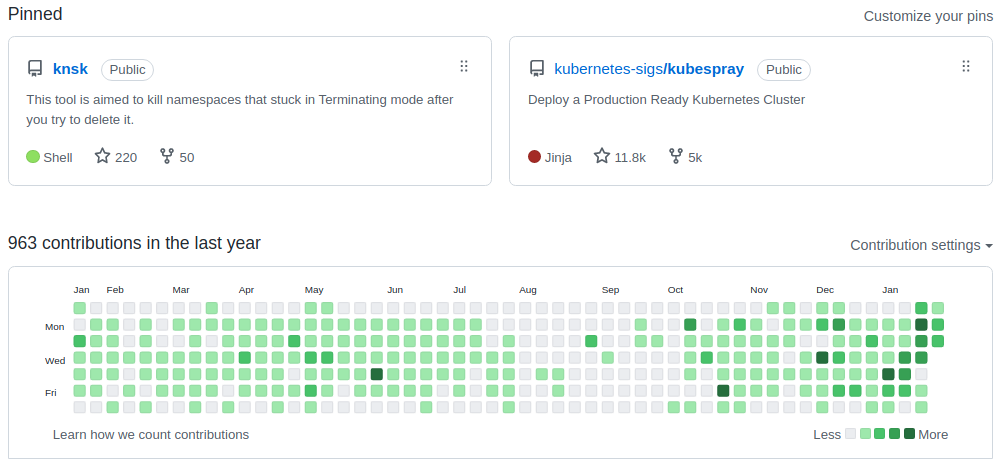 Pinned
Customize your pins
knsk Public
This tool is aimed to kill namespaces that stuck in Terminating mode after
you try to delete it.
Shell 220 50
kubernetes-sigs/kubespray Public
Deploy a Production Ready Kubernetes Cluster
Jinja 11.8k 5k
963 contributions in the last year
Contribution settings
Jan Feb Mar Apr May Jun Jul Aug Sep Oct Nov Dec Jan
Mon
Wed
Fri
Learn how we count contributions
Less More